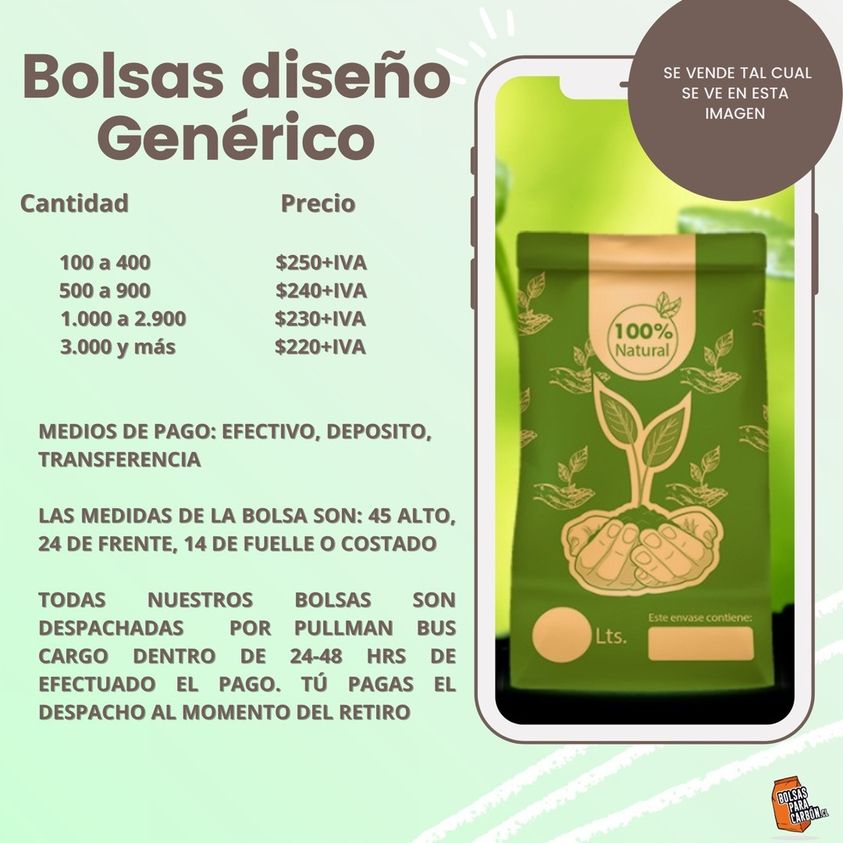 Bolsas diseño
Genérico
SE VENDE TAL CUAL
SE VE EN ESTA
IMAGEN
Cantidad Precio
100 a 400 $250+IVA
500 a 900 $240+IVA
1.000 a 2.900 $230+IVA
3.000 y más $220+IVA
MEDIOS DE PAGO: EFECTIVO, DEPOSITO,
TRANSFERENCIA
LAS MEDIDAS DE LA BOLSA SON: 45 ALTO,
24 DE FRENTE, 14 DE FUELLE O COSTADO
TODAS NUESTROS BOLSAS SON
DESPACHADAS POR PULLMAN BUS
CARGO DENTRO DE 24-48 HRS DE
EFECTUADO EL PAGO. TÚ PAGAS EL
DESPACHO AL MOMENTO DEL RETIRO
100%
Natural
Lts.
Este envase contiene:
BOLSAS
PARA
CARBÓN.CL